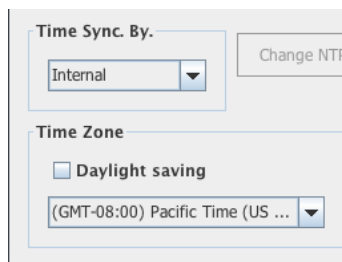 Time Sync. By.
Internal
Change NTP
Time Zone
Daylight saving
(GMT-08:00) Pacific Time (US ...